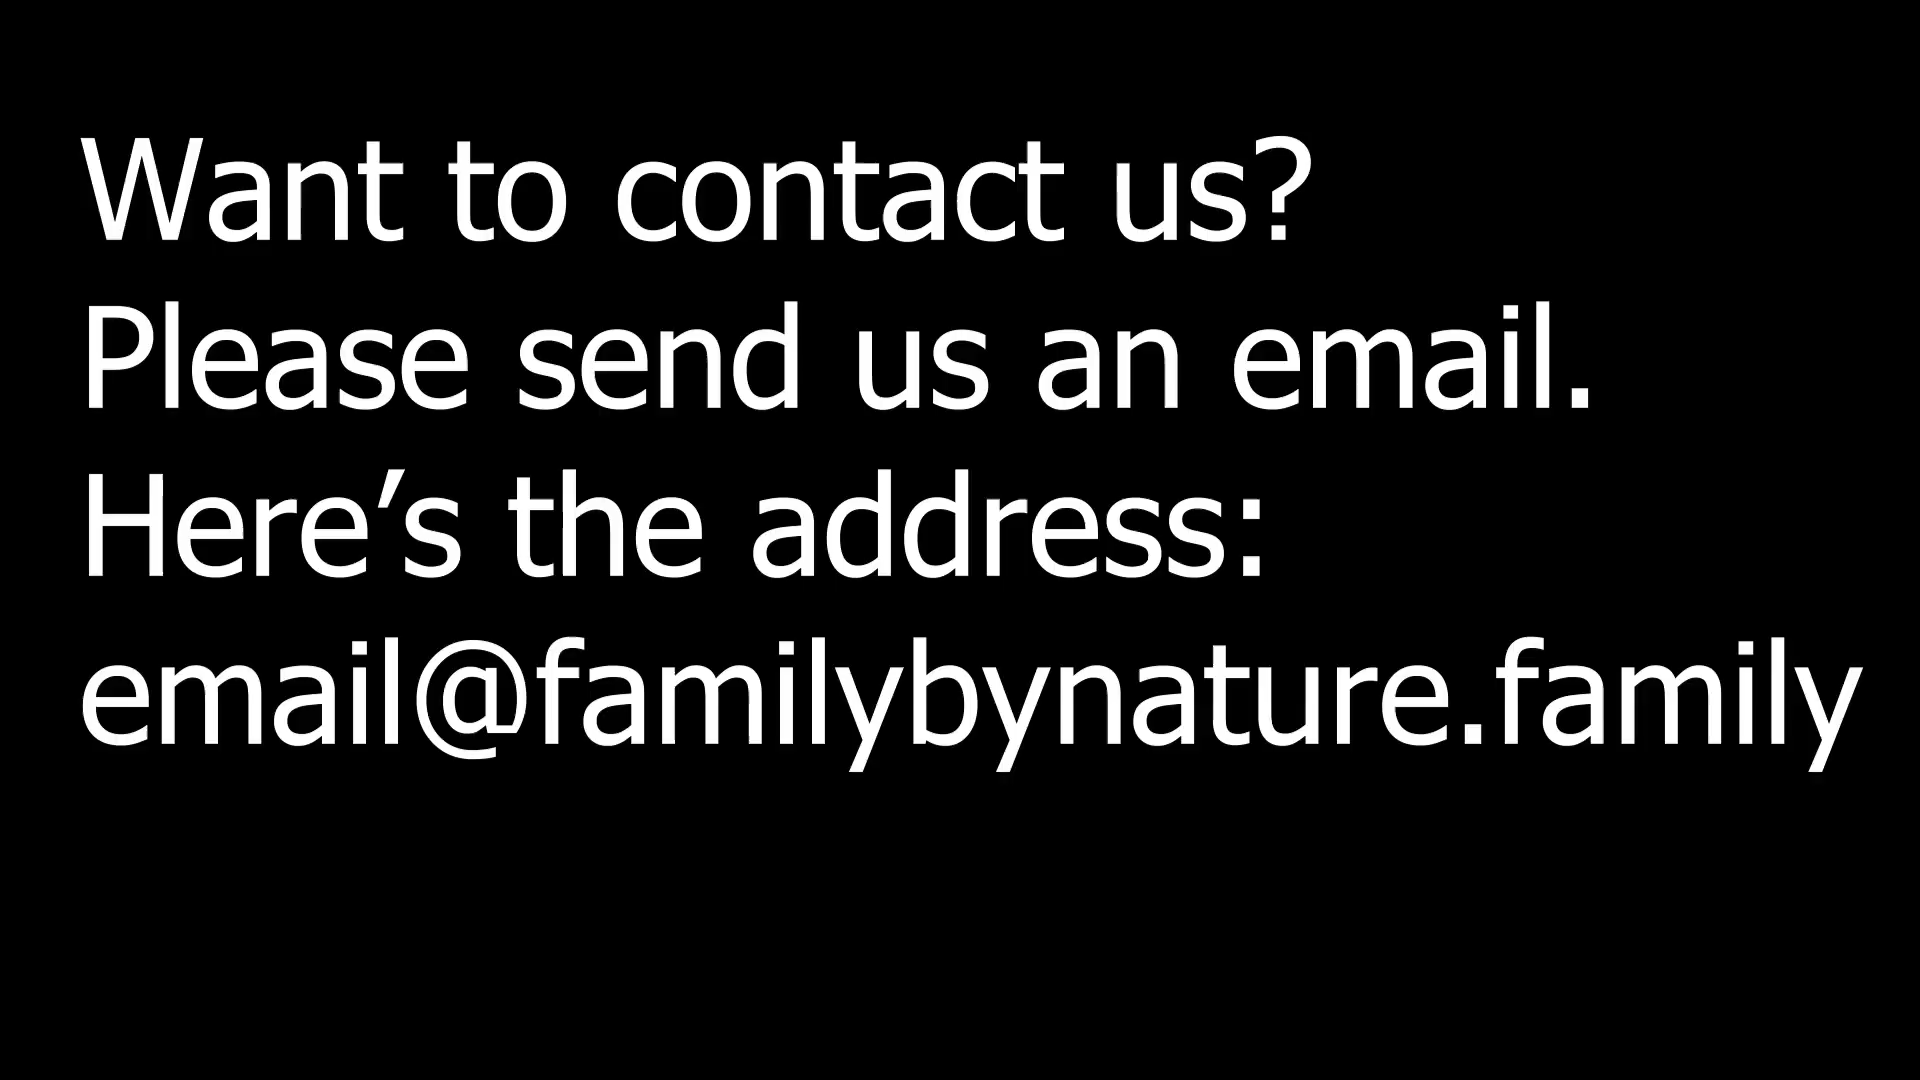 Want to contact us?
Please send us an email.
Here’s the address:
email@familybynature.family